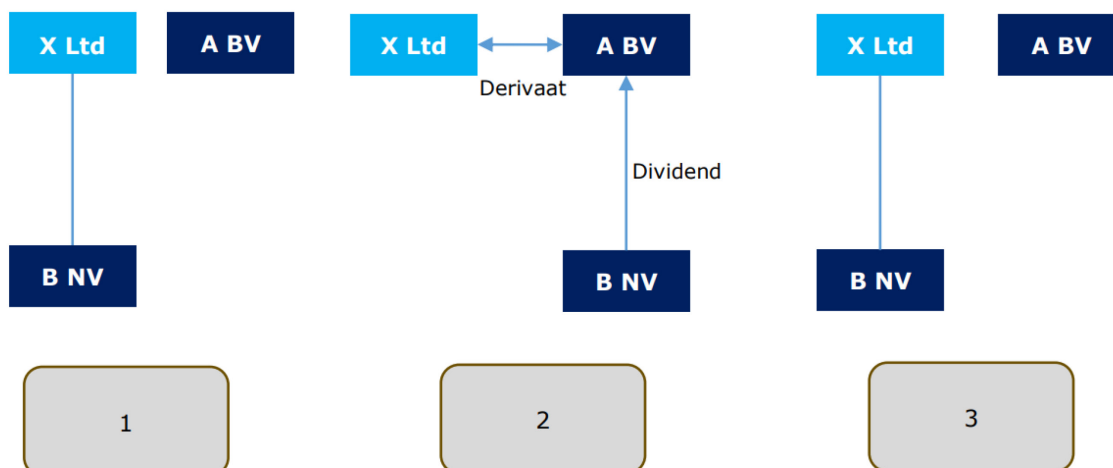 X Ltd
A BV
X Ltd
A BV
X Ltd
A BV
Derivaat
Dividend
B NV
B NV
B NV
1
2
3